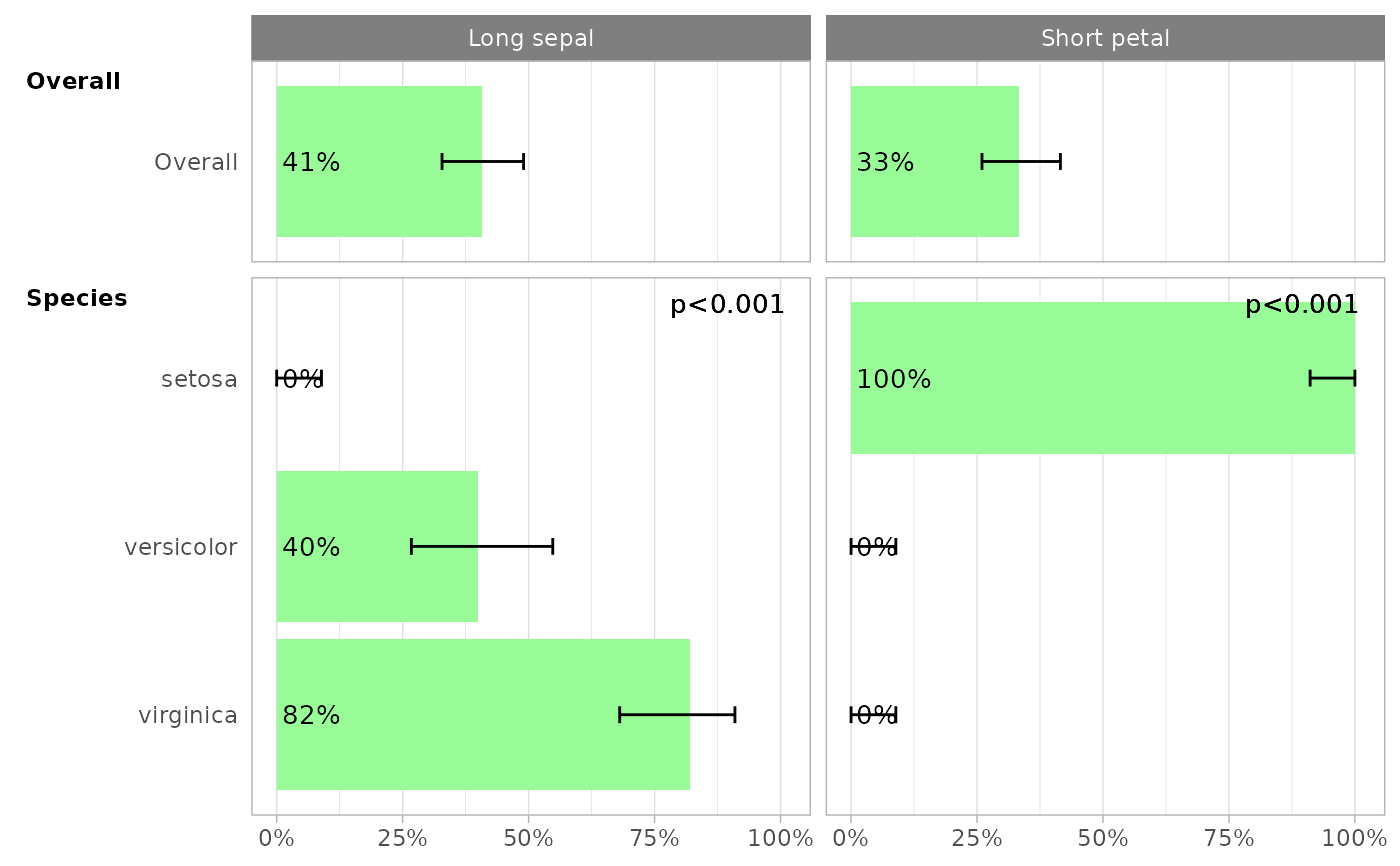 Long sepal Short petal
Overall
Overall 41% 33%
Species p<0.001 p<0.001
setosa 0% 100%
versicolor 40% 0%
virginica 82% 0%
0% 25% 50% 75% 100% 0% 25% 50% 75% 100%